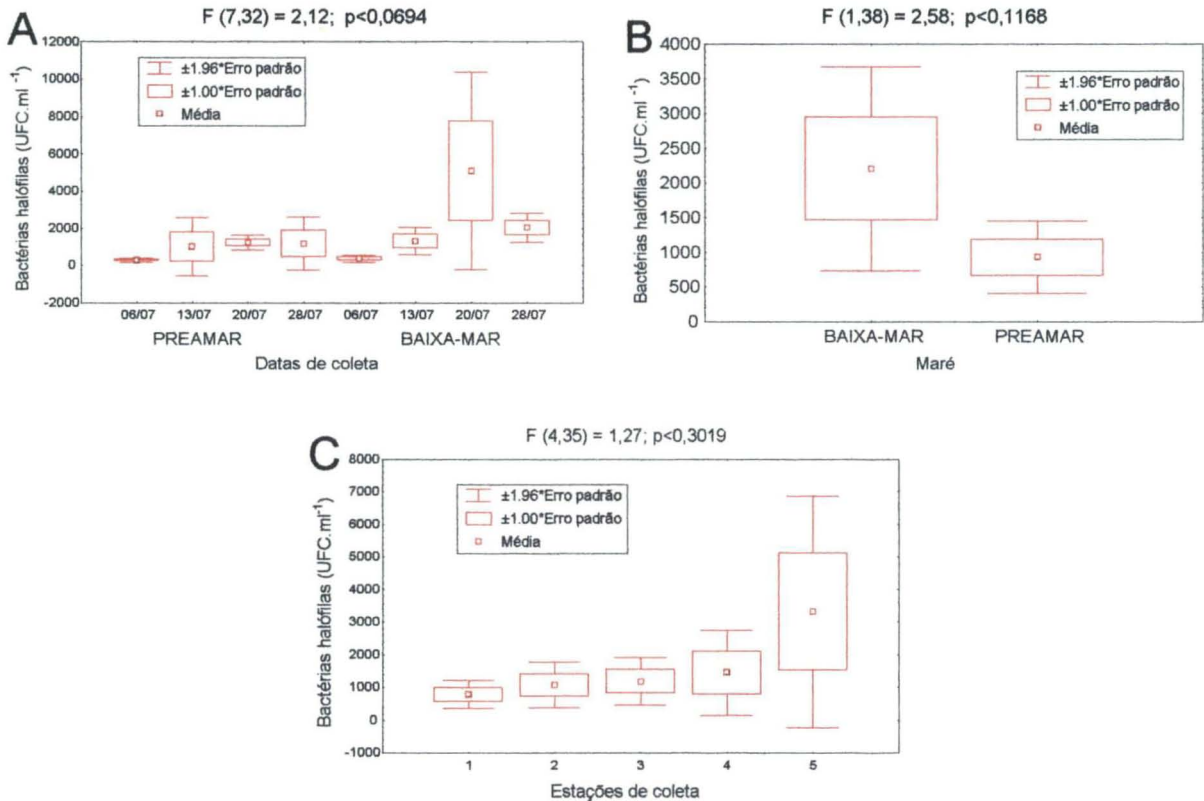 A
F (7,32) = 2,12; p<0,0694
Bactérias halófilas (UFC.ml -1)
12000
10000
8000
6000
4000
2000
0
-2000
±1.96*Erro padrão
±1.00*Erro padrão
Média
06/07 13/07 20/07 28/07 06/07 13/07 20/07 28/07
PREAMAR BAIXA-MAR
Datas de coleta
B
F (1,38) = 2,58; p<0,1168
Bactérias halófilas (UFC.ml -1)
4000
3500
3000
2500
2000
1500
1000
500
0
±1.96*Erro padrão
±1.00*Erro padrão
Média
BAIXA-MAR PREAMAR
Maré
C
F (4,35) = 1,27; p<0,3019
Bactérias halófilas (UFC.ml-1)
8000
7000
6000
5000
4000
3000
2000
1000
0
-1000
±1.96*Erro padrão
±1.00*Erro padrão
Média
1 2 3 4 5
Estações de coleta